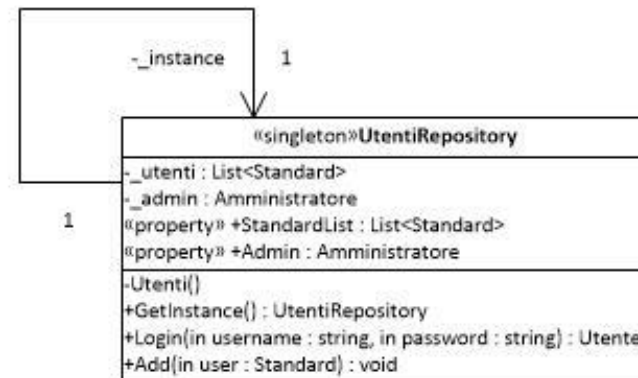 -_instance 1
«singleton»UtentiRepository
-_utenti : List<Standard>
-_admin : Amministratore
«property» +StandardList : List<Standard>
«property» +Admin : Amministratore
1
-Utenti()
+GetInstance() : UtentiRepository
+Login(in username : string, in password : string) : Utente
+Add(in user : Standard) : void